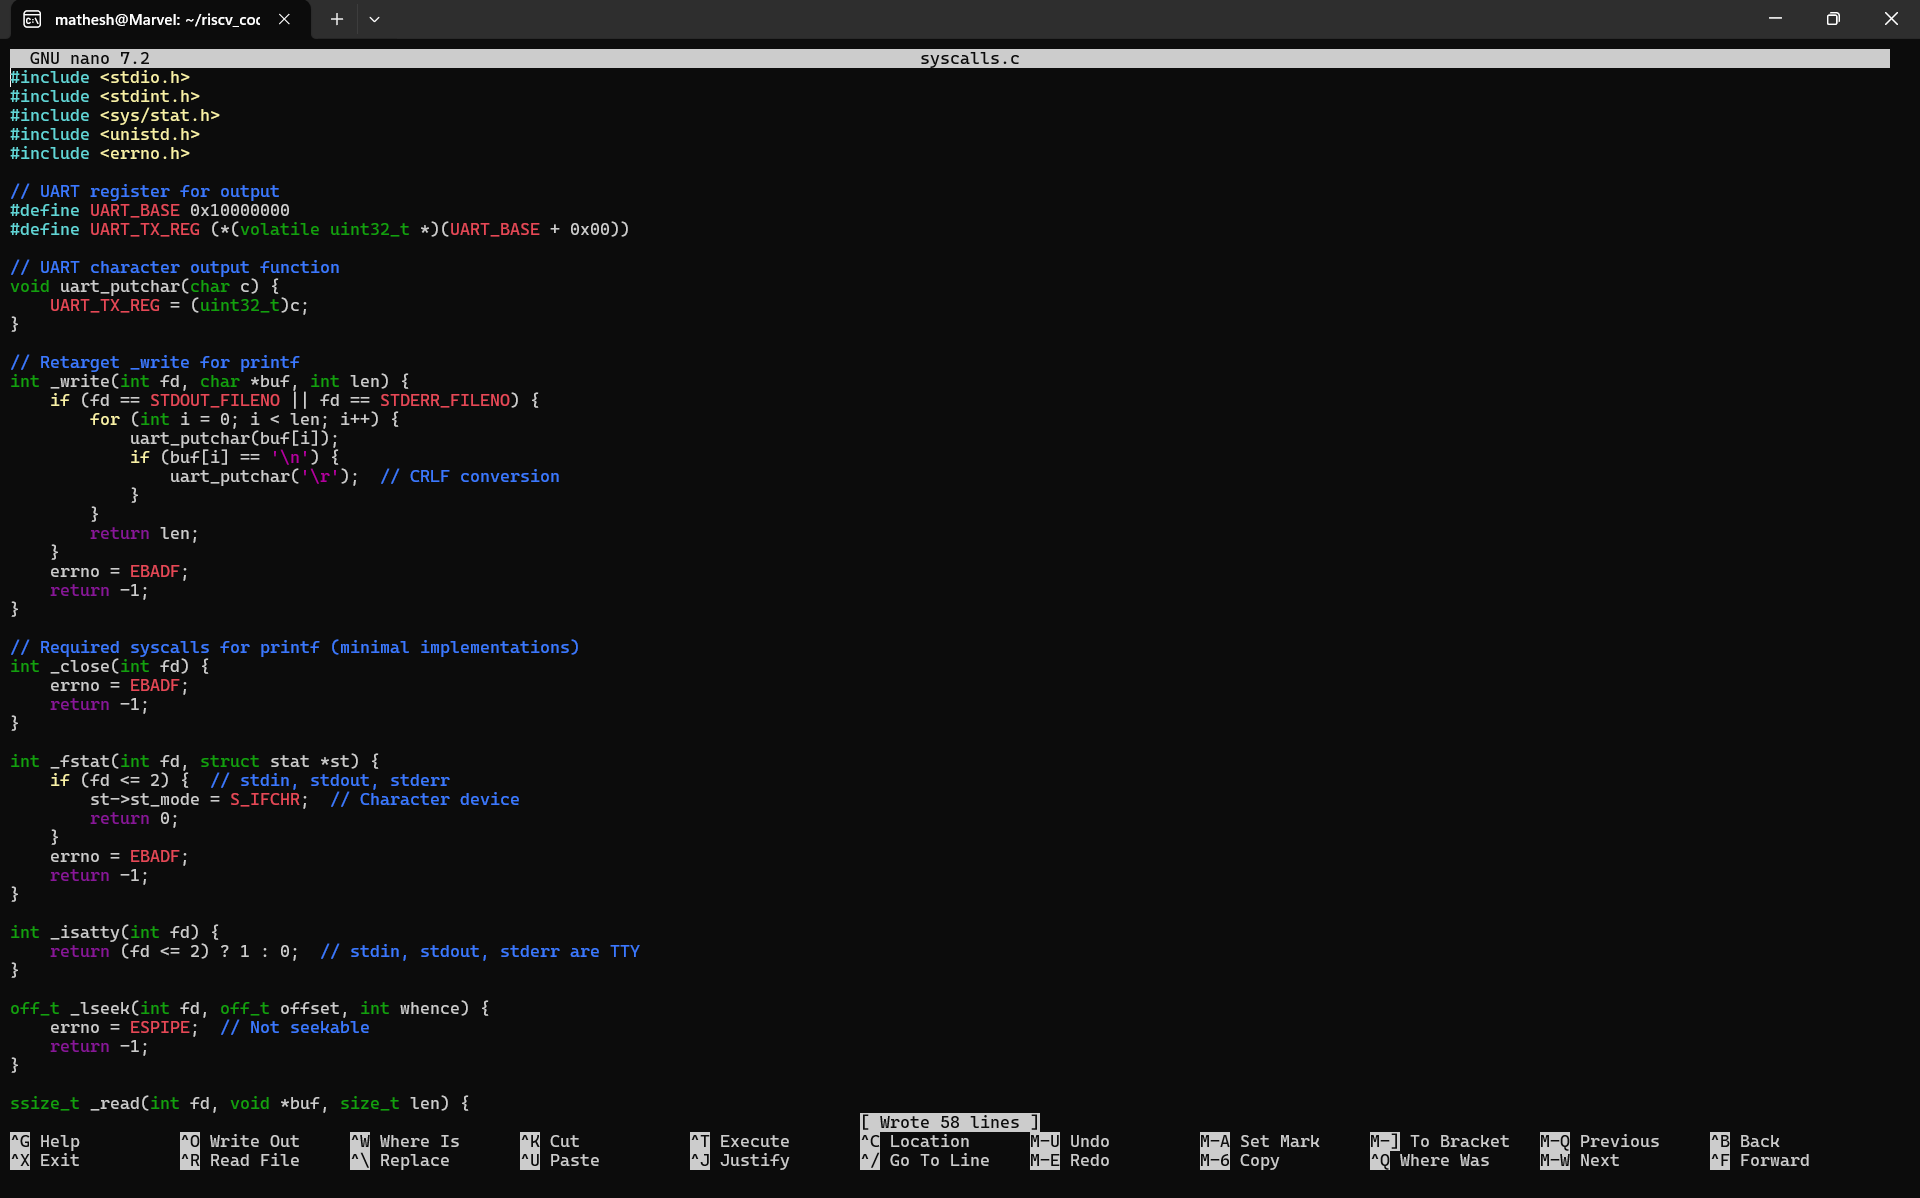 mathesh@Marvel: ~/riscv_coc
GNU nano 7.2 syscalls.c
#include <stdio.h>
#include <stdint.h>
#include <sys/stat.h>
#include <unistd.h>
#include <errno.h>
// UART register for output
#define UART_BASE 0x10000000
#define UART_TX_REG (*(volatile uint32_t *)(UART_BASE + 0x00))
// UART character output function
void uart_putchar(char c) {
    UART_TX_REG = (uint32_t)c;
}
// Retarget _write for printf
int _write(int fd, char *buf, int len) {
    if (fd == STDOUT_FILENO || fd == STDERR_FILENO) {
        for (int i = 0; i < len; i++) {
            uart_putchar(buf[i]);
            if (buf[i] == '\n') {
                uart_putchar('\r');  // CRLF conversion
            }
        }
        return len;
    }
    errno = EBADF;
    return -1;
}
// Required syscalls for printf (minimal implementations)
int _close(int fd) {
    errno = EBADF;
    return -1;
}
int _fstat(int fd, struct stat *st) {
    if (fd <= 2) {  // stdin, stdout, stderr
        st->st_mode = S_IFCHR;  // Character device
        return 0;
    }
    errno = EBADF;
    return -1;
}
int _isatty(int fd) {
    return (fd <= 2) ? 1 : 0;  // stdin, stdout, stderr are TTY
}
off_t _lseek(int fd, off_t offset, int whence) {
    errno = ESPIPE;  // Not seekable
    return -1;
}
ssize_t _read(int fd, void *buf, size_t len) {
[ Wrote 58 lines ]
^G Help ^O Write Out ^W Where Is ^K Cut ^T Execute ^C Location M-U Undo M-A Set Mark M-] To Bracket M-Q Previous ^B Back
^X Exit ^R Read File ^\ Replace ^U Paste ^J Justify ^/ Go To Line M-E Redo M-6 Copy ^Q Where Was M-W Next ^F Forward